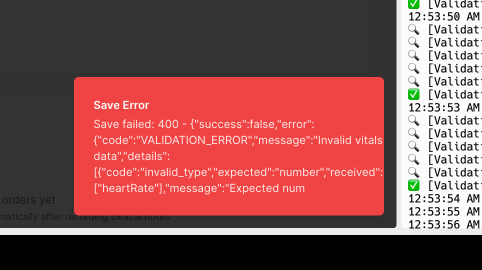 Save Error
Save failed: 400 - {"success":false,"error":
{"code":"VALIDATION_ERROR","message":"Invalid vitals
data","details":
[{"code":"invalid_type","expected":"number","received":
["heartRate"],"message":"Expected num
orders yet
matically after recording clinical notes
✅ [Validat
12:53:50 AM
🔍 [Validat
🔍 [Validat
🔍 [Validat
🔍 [Validat
✅ [Validat
12:53:53 AM
🔍 [Validat
🔍 [Validat
🔍 [Validat
🔍 [Validat
🔍 [Validat
✅ [Validat
12:53:54 AM
12:53:55 AM
12:53:56 AM